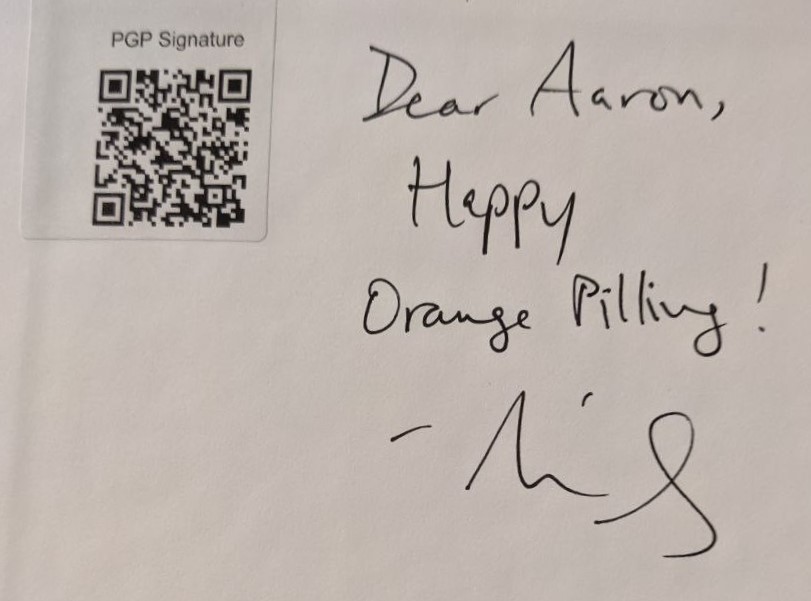 PGP Signature
Dear Aaron,
Happy
Orange Pilling!